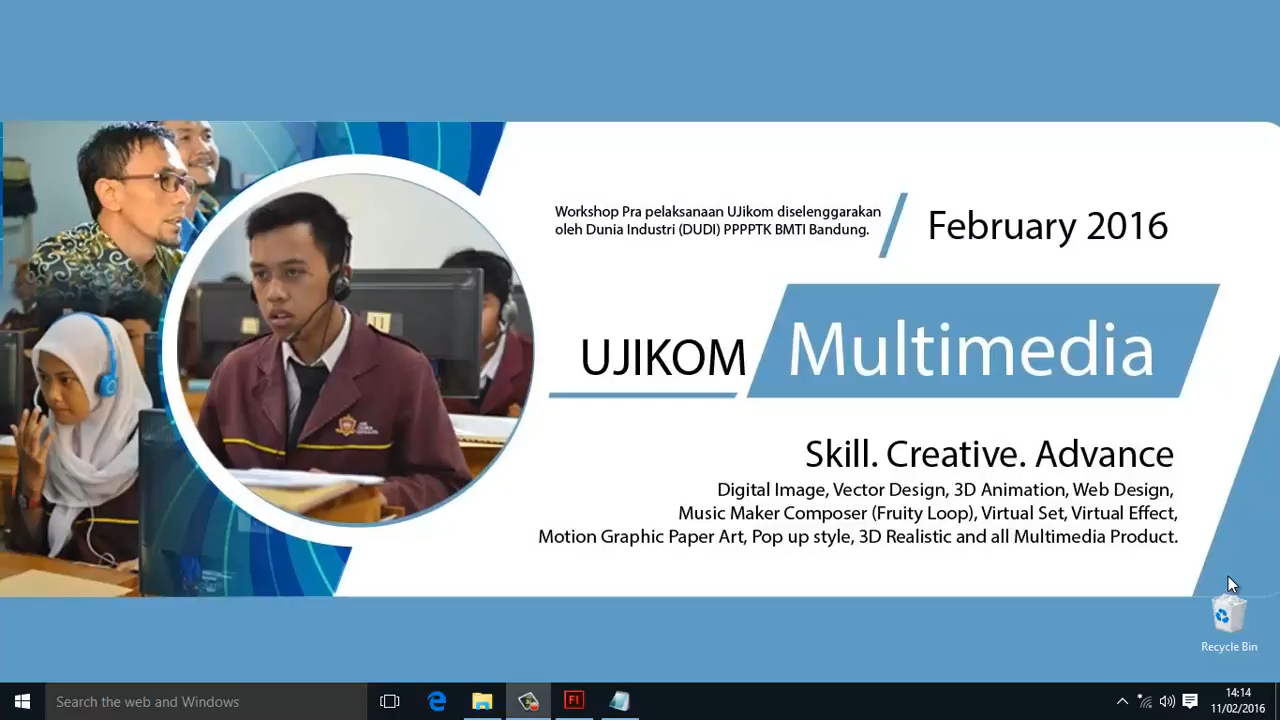 Workshop Pra pelaksanaan UJikom diselenggarakan
oleh Dunia Industri (DUDI) PPPPTK BMTI Bandung.
February 2016
UJIKOM
Multimedia
Skill. Creative. Advance
Digital Image, Vector Design, 3D Animation, Web Design,
Music Maker Composer (Fruity Loop), Virtual Set, Virtual Effect,
Motion Graphic Paper Art, Pop up style, 3D Realistic and all Multimedia Product.
Recycle Bin
Search the web and Windows
Fl
14:14
11/02/2016